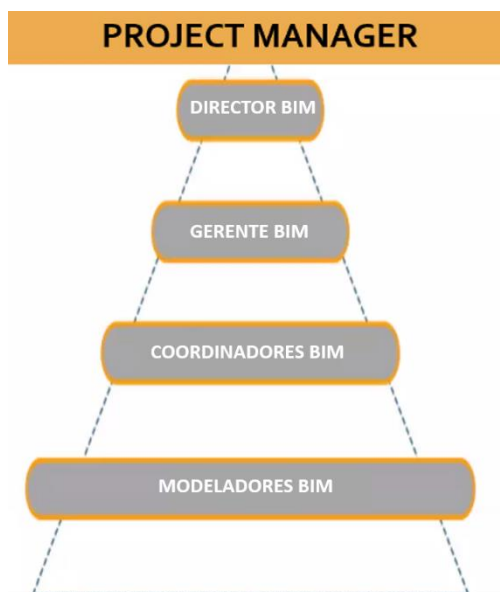 PROJECT MANAGER
DIRECTOR BIM
GERENTE BIM
COORDINADORES BIM
MODELADORES BIM